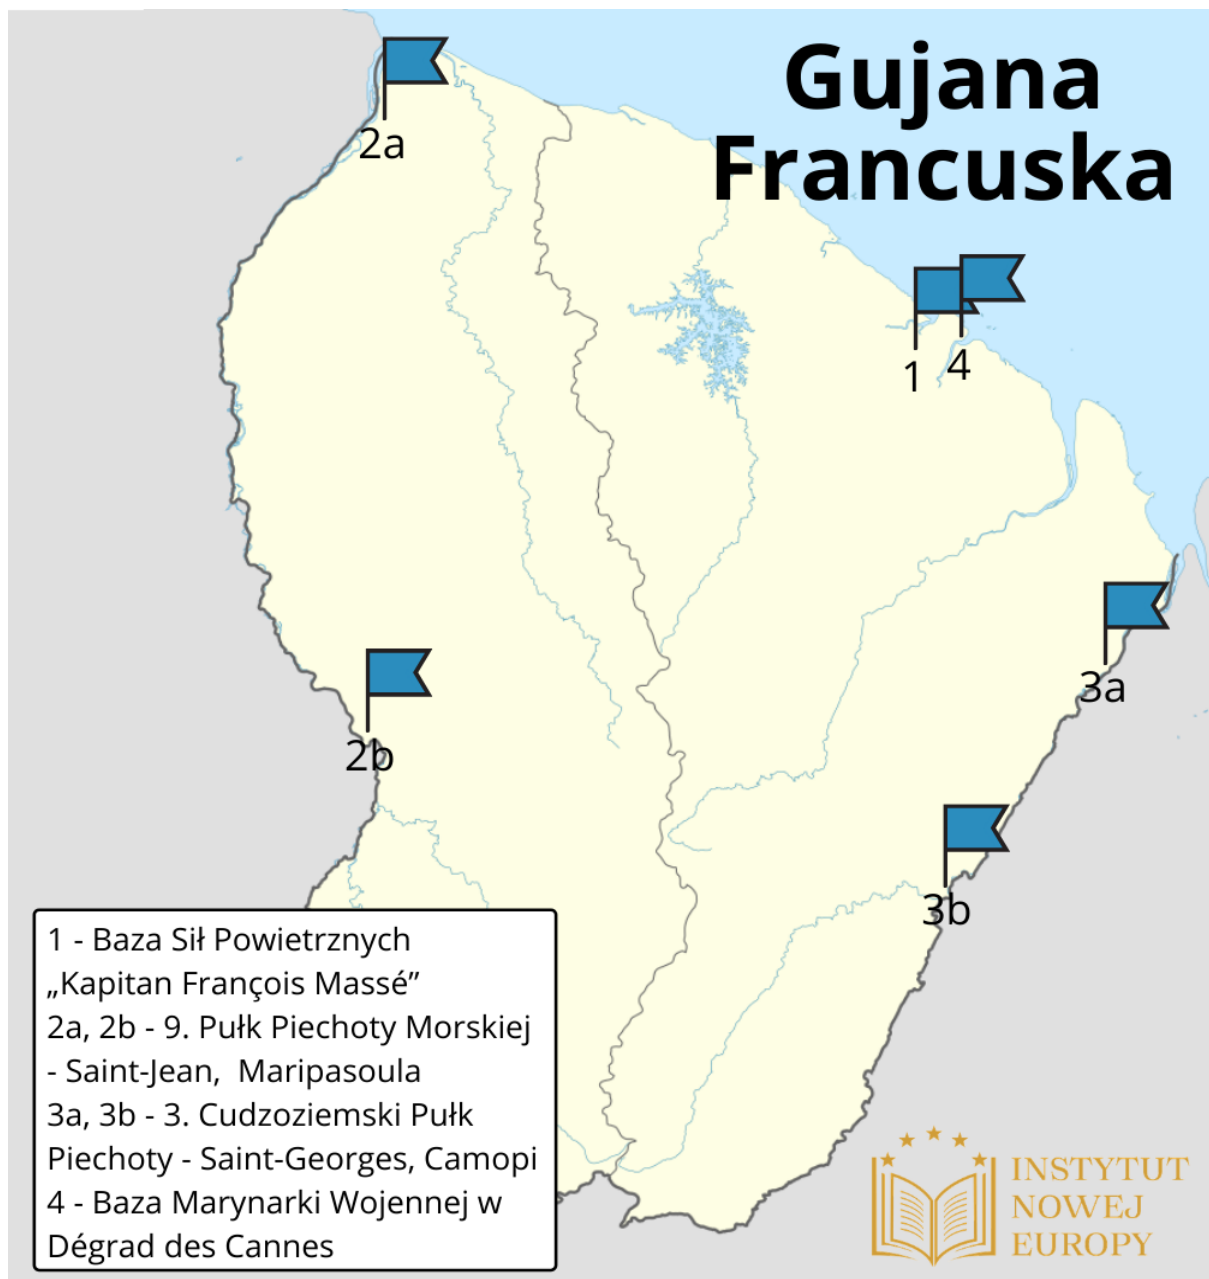 Gujana
Francuska
2a
1
4
3a
2b
3b
1 - Baza Sił Powietrznych
„Kapitan François Massé”
2a, 2b - 9. Pułk Piechoty Morskiej
- Saint-Jean,  Maripasoula
3a, 3b - 3. Cudzoziemski Pułk
Piechoty - Saint-Georges, Camopi
4 - Baza Marynarki Wojennej w
Dégrad des Cannes
INSTYTUT
NOWEJ
EUROPY